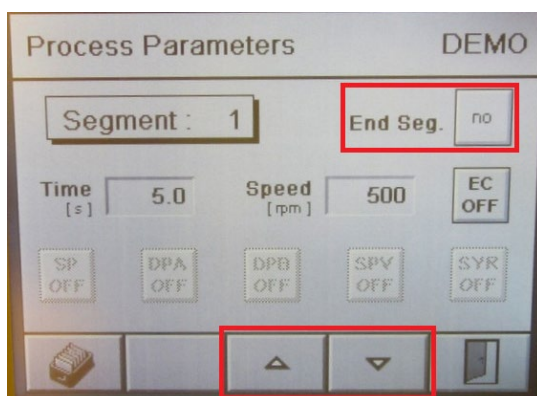 Process Parameters DEMO
Segment : 1 End Seg. no
Time [s] 5.0 Speed [rpm] 500 EC OFF
SP OFF DPA OFF DPB OFF SPV OFF SYR OFF